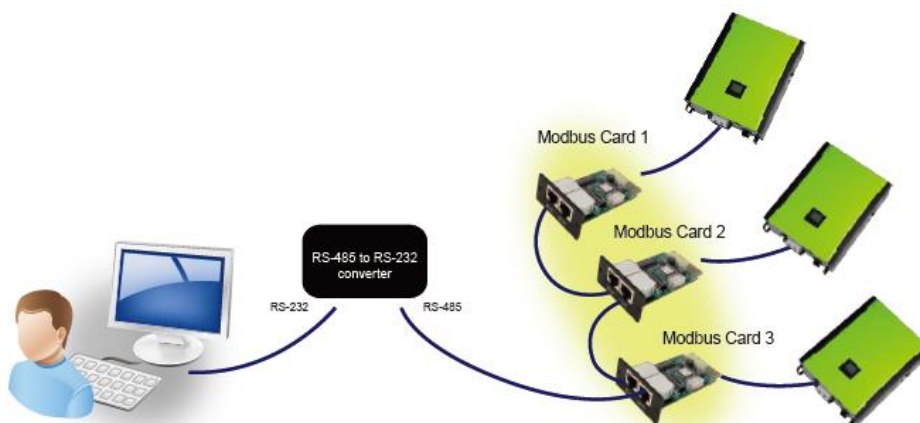 Modbus Card 1
Modbus Card 2
RS-485 to RS-232
converter
RS-232
RS-485
Modbus Card 3